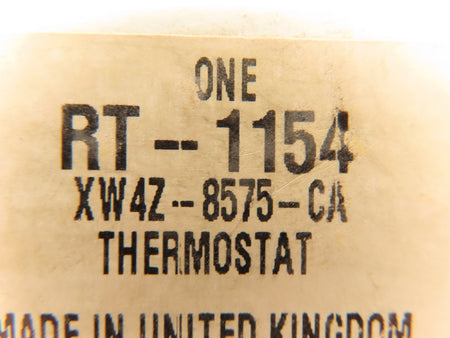 ONE
RT--1154
XW4Z--8575-CA
THERMOSTAT
MADE IN UNITED KINGDOM